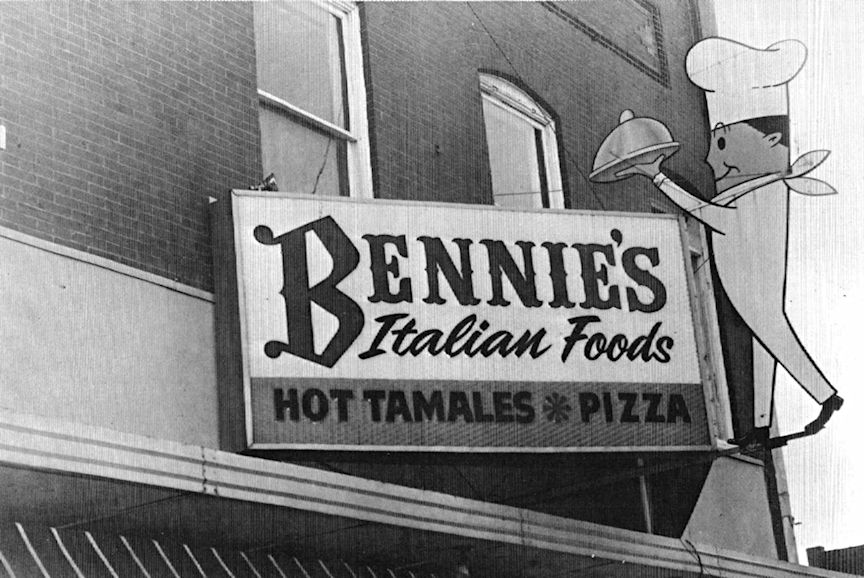 BENNIE'S
Italian Foods
HOT TAMALES * PIZZA